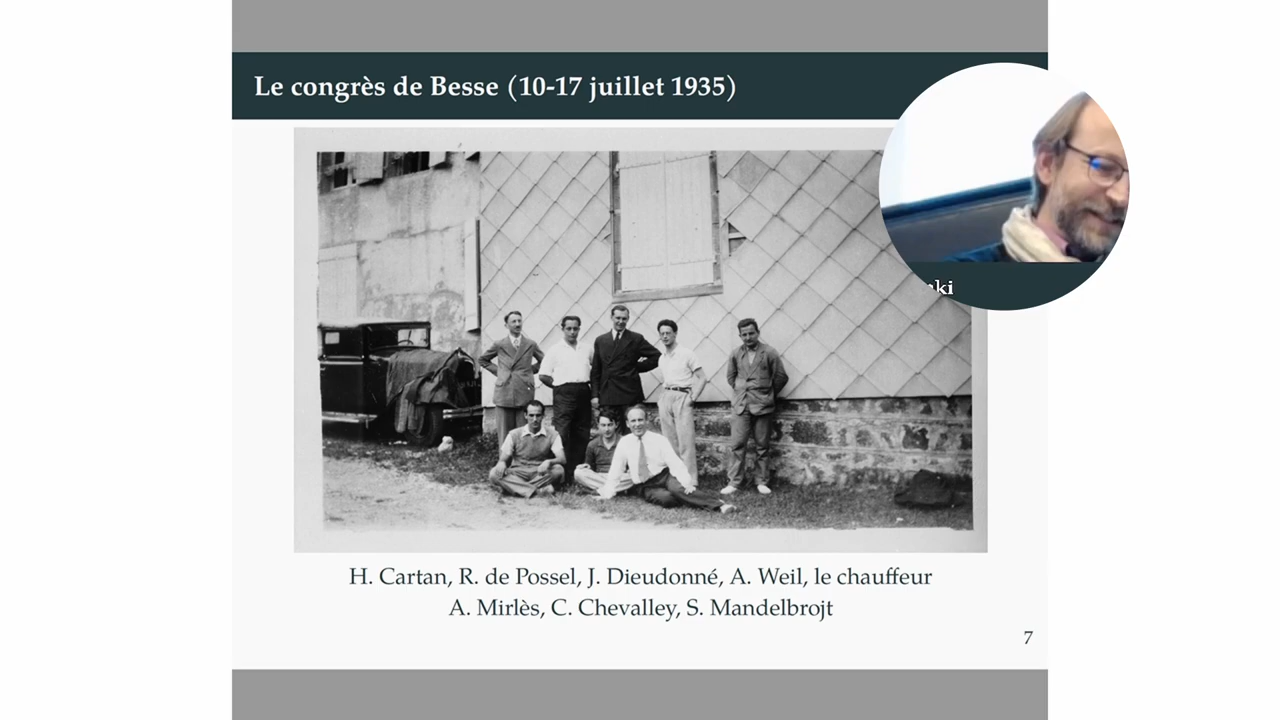 Le congrès de Besse (10-17 juillet 1935)
H. Cartan, R. de Possel, J. Dieudonné, A. Weil, le chauffeur
A. Mirlès, C. Chevalley, S. Mandelbrojt
7